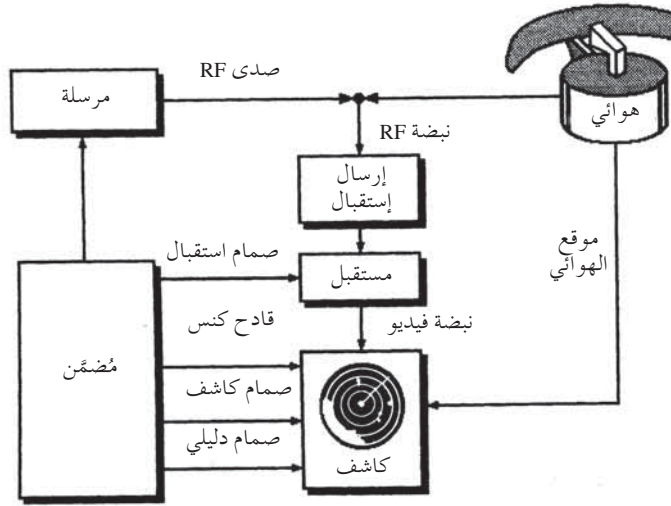 صدى RF
مرسلة
هوائي
نبضة RF
إرسال
إستقبال
موقع
الهوائي
صمام استقبال
مستقبل
قادح كنس
نبضة فيديو
مُضمَّن
صمام كاشف
صمام دليلي
كاشف